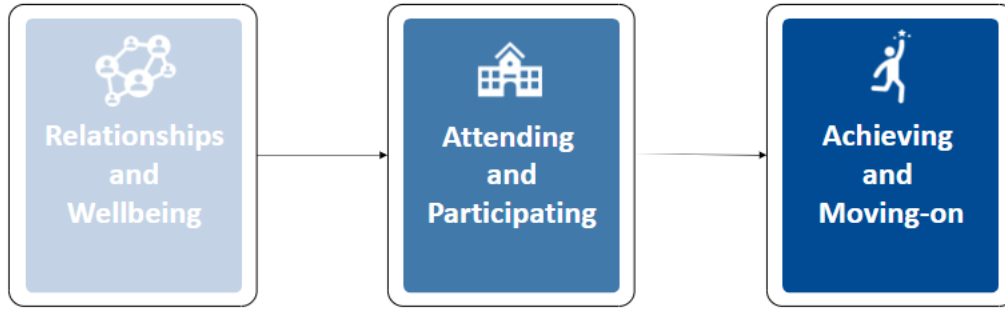 Relationships
and
Wellbeing
Attending
and
Participating
Achieving
and
Moving-on